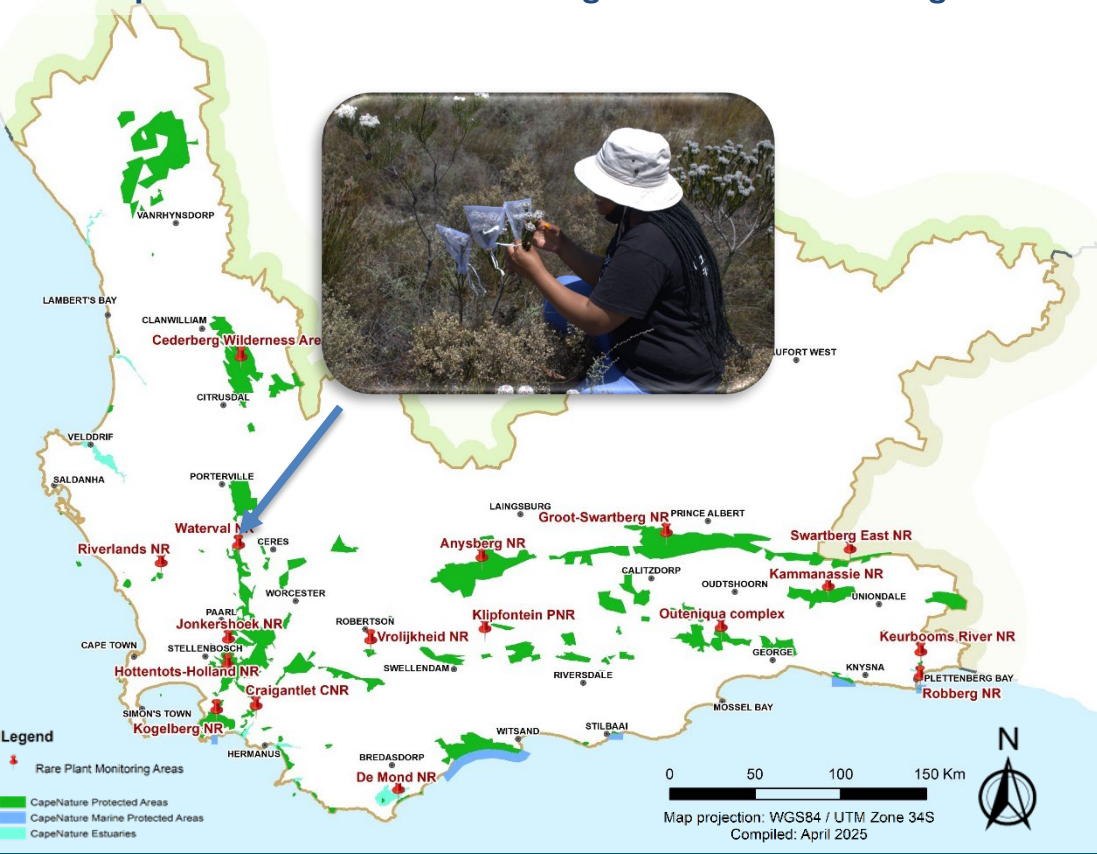 VANRHYNSDORP
LAMBERT'S BAY
CLANWILLIAM
Cederberg Wilderness Are
AUFORT WEST
CITRUSDAL
VELDDRIF
SALDANHA
PORTERVILLE
LAINGSBURG
Groot-Swartberg NR
PRINCE ALBERT
Waterval NR
CERES
Anysberg NR
Swartberg East NR
Riverlands NR
CALITZDORP
Kammanassie NR
OUDTSHOORN
WORCESTER
UNIONDALE
PAARL
Klipfontein PNR
Outeniqua complex
Jonkershoek NR
ROBERTSON
Vrolijkheid NR
Keurbooms River NR
CAPE TOWN
STELLENBOSCH
GEORGE
Hottentots-Holland NR
SWELLENDAM
RIVERSDALE
KNYSNA
PLETTENBERG BAY
Craigantlet CNR
Robberg NR
SIMON'S TOWN
MOSSEL BAY
Kogelberg NR
WITSAND
STILBAAI
HERMANUS
BREDASDORP
De Mond NR
Legend
Rare Plant Monitoring Areas
CapeNature Protected Areas
CapeNature Marine Protected Areas
CapeNature Estuaries
N
0 50 100 150 Km
Map projection: WGS84 / UTM Zone 34S
Compiled: April 2025